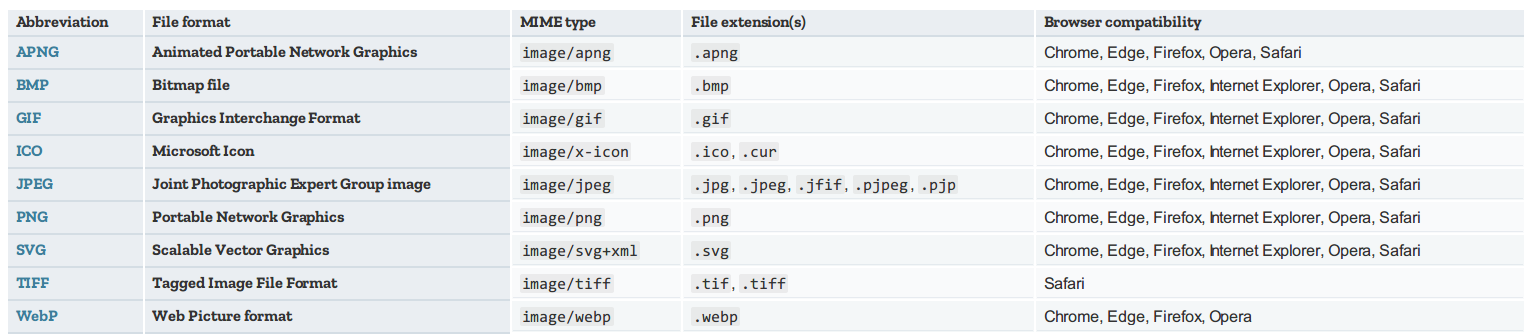 Abbreviation File format MIME type File extension(s) Browser compatibility
APNG Animated Portable Network Graphics image/apng .apng Chrome, Edge, Firefox, Opera, Safari
BMP Bitmap file image/bmp .bmp Chrome, Edge, Firefox, Internet Explorer, Opera, Safari
GIF Graphics Interchange Format image/gif .gif Chrome, Edge, Firefox, Internet Explorer, Opera, Safari
ICO Microsoft Icon image/x-icon .ico, .cur Chrome, Edge, Firefox, Internet Explorer, Opera, Safari
JPEG Joint Photographic Expert Group image image/jpeg .jpg, .jpeg, .jfif, .pjpeg, .pjp Chrome, Edge, Firefox, Internet Explorer, Opera, Safari
PNG Portable Network Graphics image/png .png Chrome, Edge, Firefox, Internet Explorer, Opera, Safari
SVG Scalable Vector Graphics image/svg+xml .svg Chrome, Edge, Firefox, Internet Explorer, Opera, Safari
TIFF Tagged Image File Format image/tiff .tif, .tiff Safari
WebP Web Picture format image/webp .webp Chrome, Edge, Firefox, Opera